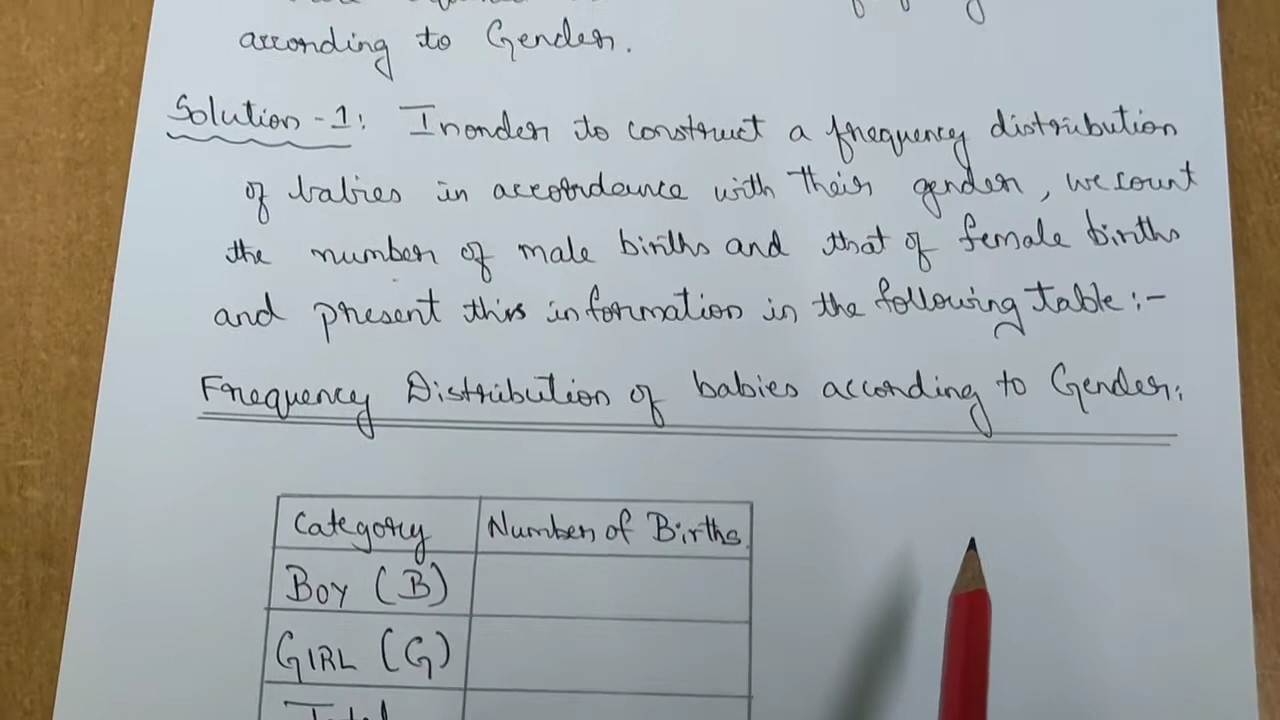 according to Gender.
Solution-1: Inorder to construct a frequency distribution
of babies in accordance with their gender, we count
the number of male births and that of female births
and present this information in the following table:-
Frequency Distribution of babies according to Gender:
Category Number of Births.
BOY (B)
GIRL (G)
Total